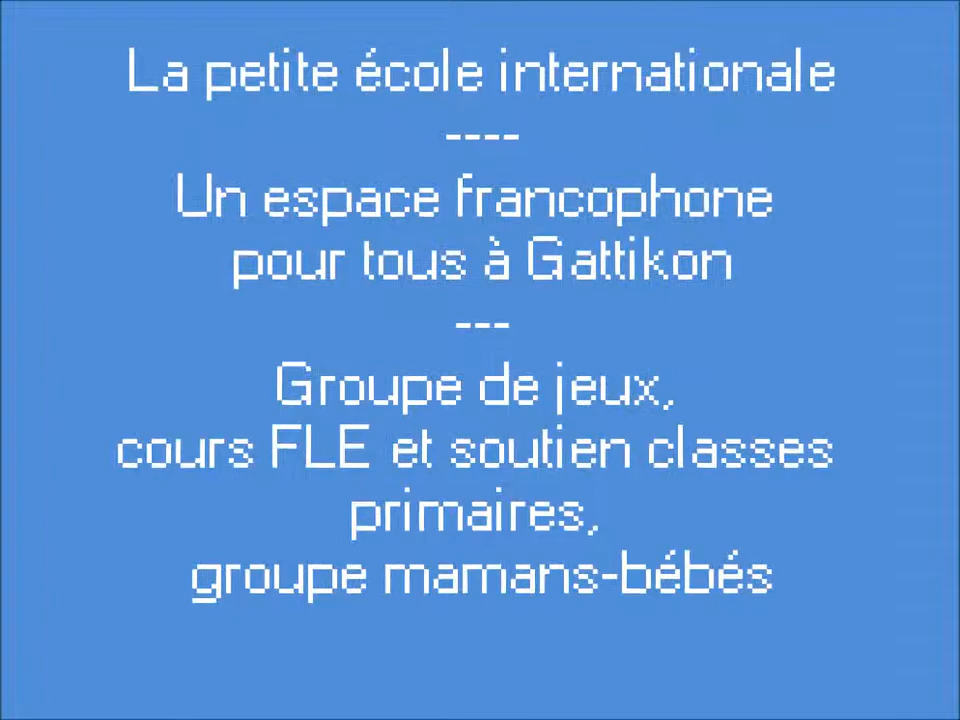 La petite école internationale
----
Un espace francophone
pour tous à Gattikon
---
Groupe de jeux,
cours FLE et soutien classes
primaires,
groupe mamans-bébés